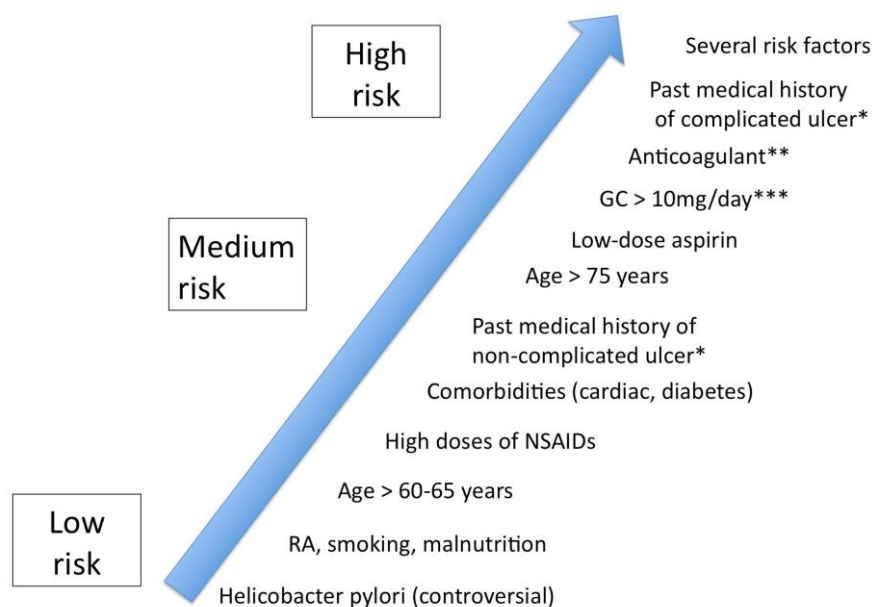 High
risk
Several risk factors
Past medical history
of complicated ulcer*
Anticoagulant**
GC > 10mg/day***
Medium
risk
Low-dose aspirin
Age > 75 years
Past medical history of
non-complicated ulcer*
Comorbidities (cardiac, diabetes)
High doses of NSAIDs
Age > 60-65 years
Low
risk
RA, smoking, malnutrition
Helicobacter pylori (controversial)